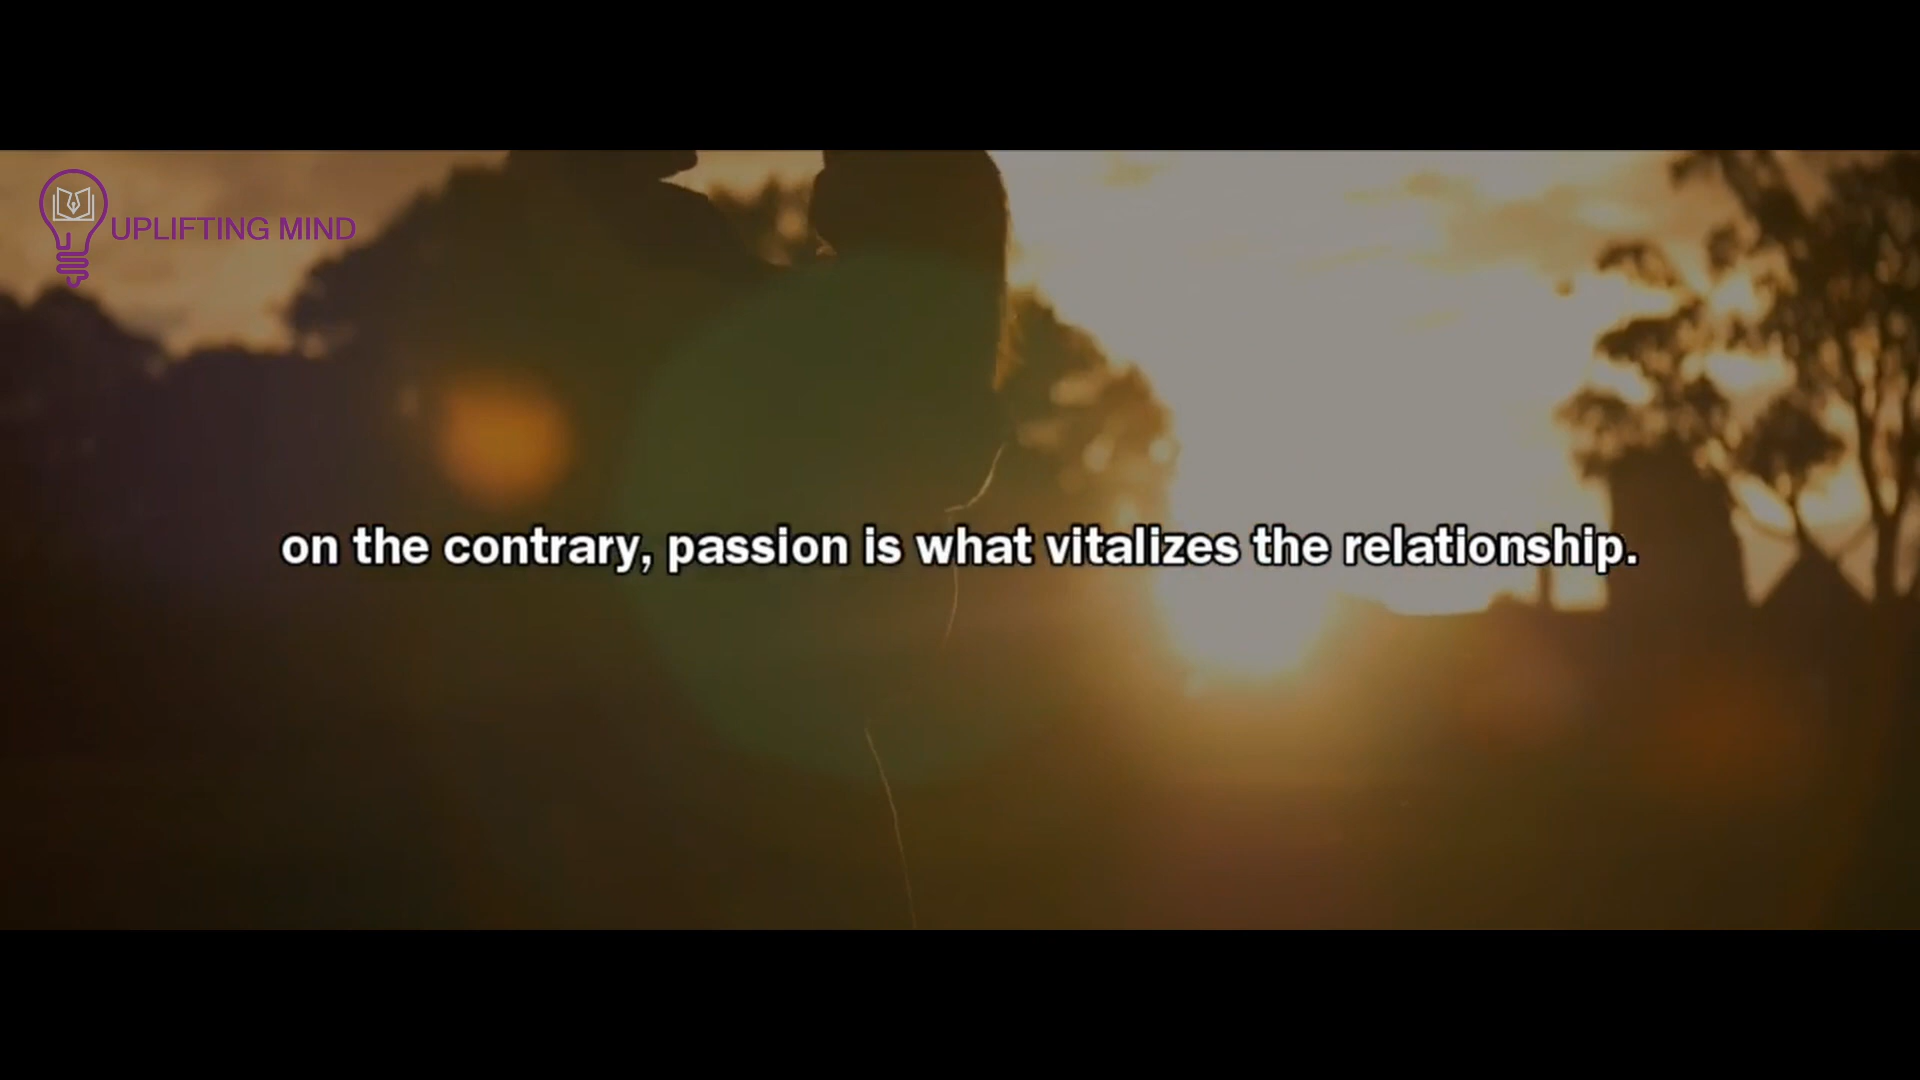 UPLIFTING MIND
on the contrary, passion is what vitalizes the relationship.